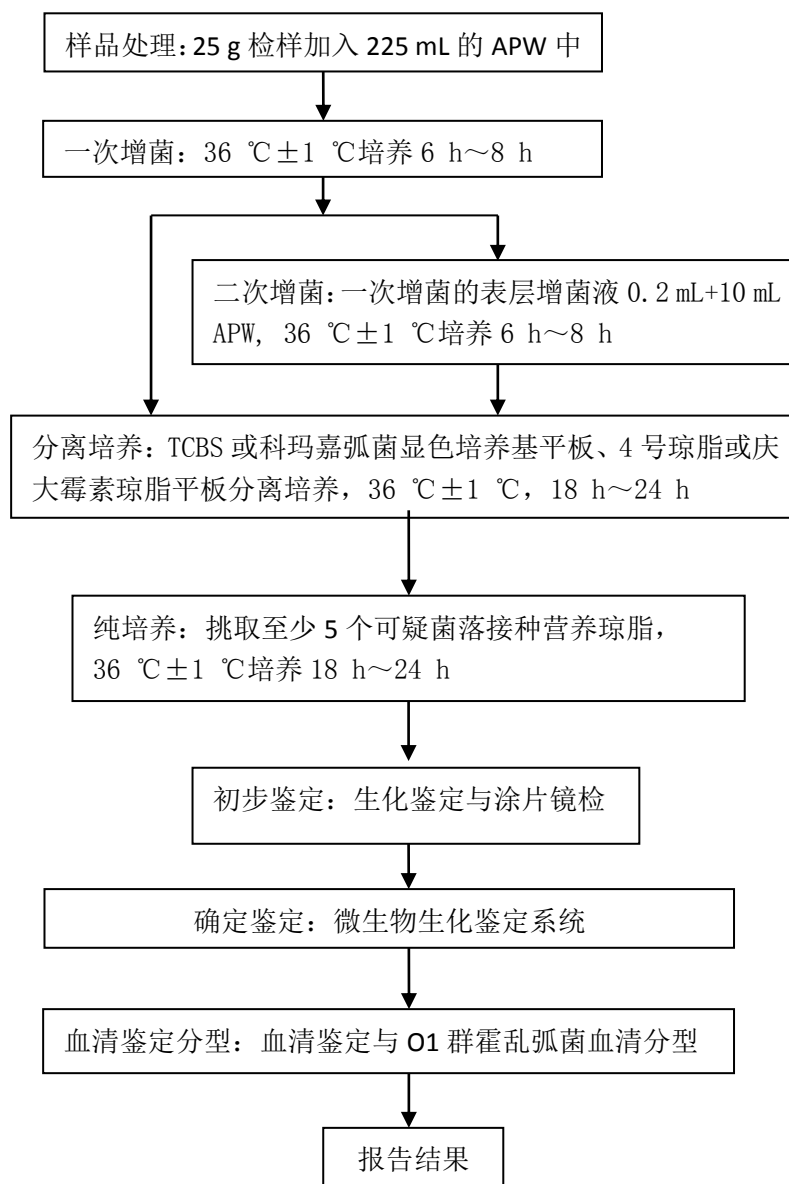 样品处理：25 g 检样加入 225 mL 的 APW 中
一次增菌：36 ℃±1 ℃培养 6 h～8 h
二次增菌：一次增菌的表层增菌液 0.2 mL+10 mL
APW, 36 ℃±1 ℃培养 6 h～8 h
分离培养：TCBS 或科玛嘉弧菌显色培养基平板、4 号琼脂或庆
大霉素琼脂平板分离培养，36 ℃±1 ℃，18 h～24 h
纯培养：挑取至少 5 个可疑菌落接种营养琼脂，
36 ℃±1 ℃培养 18 h～24 h
初步鉴定：生化鉴定与涂片镜检
确定鉴定：微生物生化鉴定系统
血清鉴定分型：血清鉴定与 O1 群霍乱弧菌血清分型
报告结果